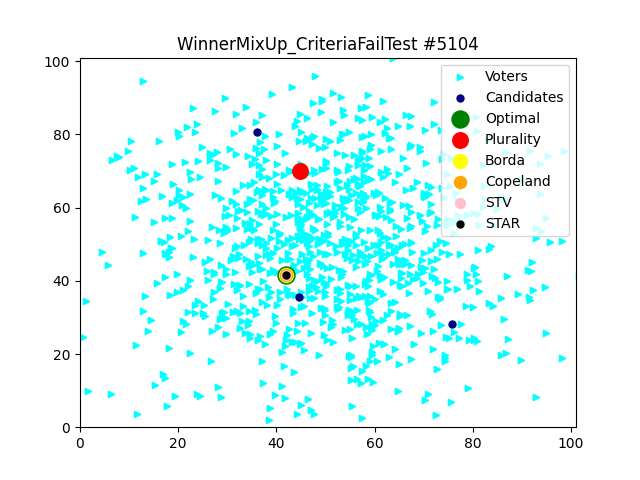 WinnerMixUp_CriteriaFailTest #5104
100
80
60
40
20
0
0
20
40
60
80
100
Voters
Candidates
Optimal
Plurality
Borda
Copeland
STV
STAR